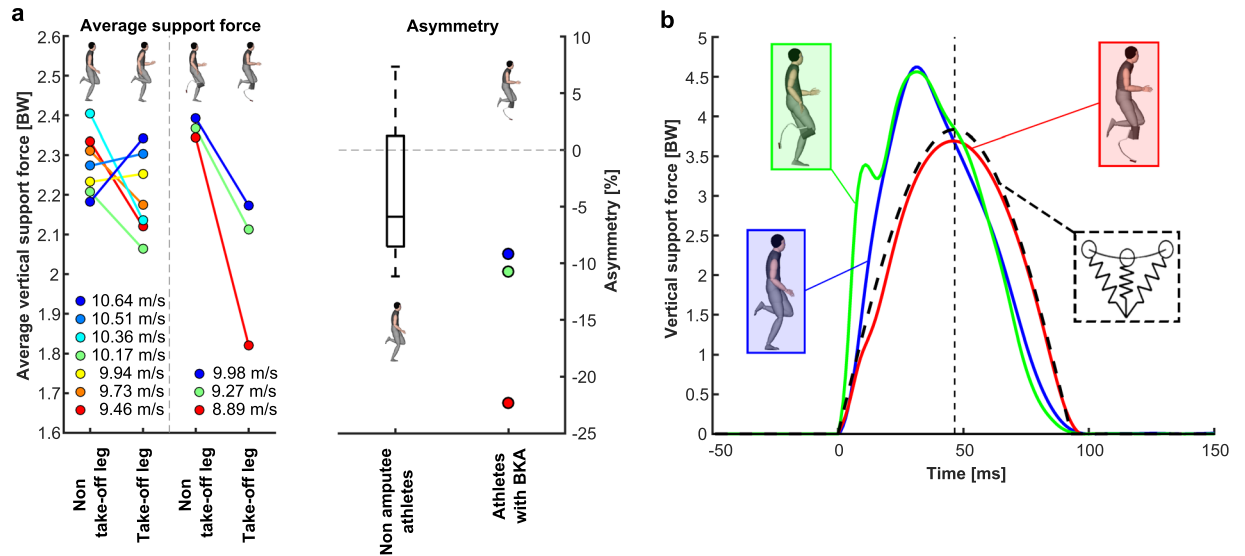 a
Average support force
Asymmetry
2.6
2.5
2.4
2.3
2.2
2.1
2
1.9
1.8
1.7
1.6
Average vertical support force [BW]
10.64 m/s
10.51 m/s
10.36 m/s
10.17 m/s
9.94 m/s
9.73 m/s
9.46 m/s
9.98 m/s
9.27 m/s
8.89 m/s
Non
take-off leg
Take-off leg
Non
take-off leg
Take-off leg
10
5
0
-5
-10
-15
-20
-25
Asymmetry [%]
Non amputee
athletes
Athletes
with BKA
b
5
4.5
4
3.5
3
2.5
2
1.5
1
0.5
0
Vertical support force [BW]
-50
0
50
100
150
Time [ms]